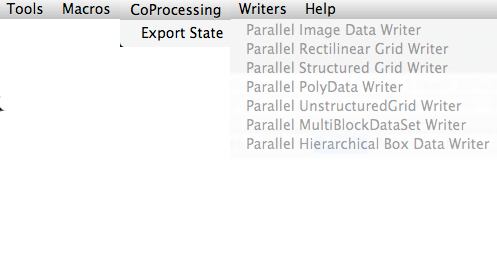 Tools Macros CoProcessing Writers Help
Export State
Parallel Image Data Writer
Parallel Rectilinear Grid Writer
Parallel Structured Grid Writer
Parallel PolyData Writer
Parallel UnstructuredGrid Writer
Parallel MultiBlockDataSet Writer
Parallel Hierarchical Box Data Writer